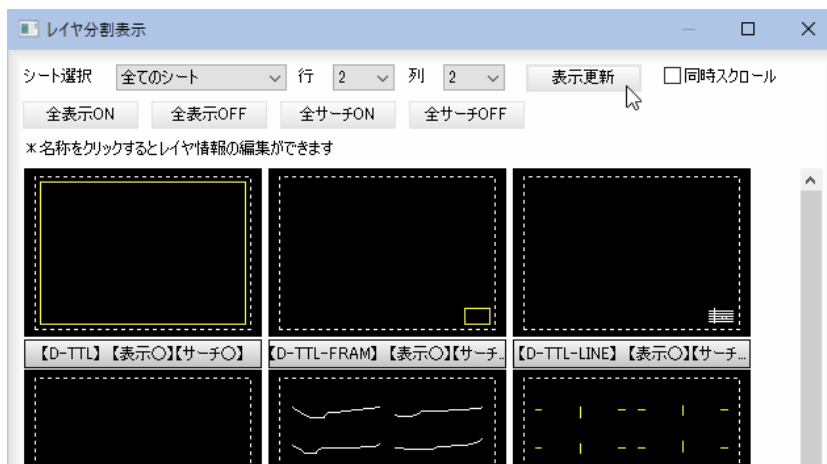 レイヤ分割表示
シート選択 全てのシート 行 2 列 2 表示更新 同時スクロール
全表示ON 全表示OFF 全サーチON 全サーチOFF
*名称をクリックするとレイヤ情報の編集ができます
【D-TTL】【表示〇】【サーチ〇】 【D-TTL-FRAM】【表示〇】【サーチ... 【D-TTL-LINE】【表示〇】【サーチ...